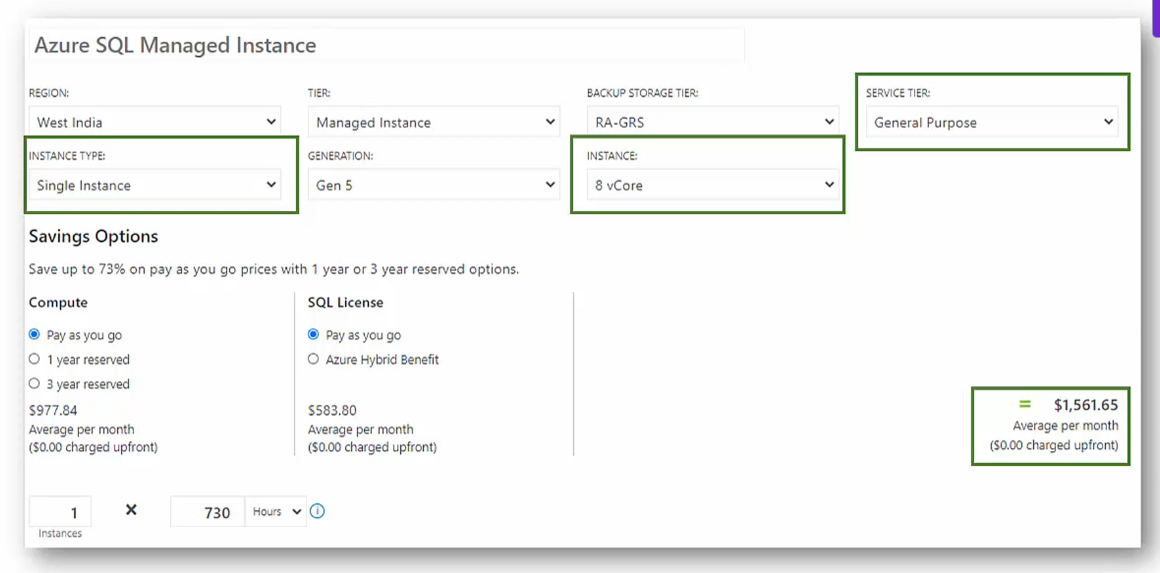 Azure SQL Managed Instance
REGION: TIER: BACKUP STORAGE TIER: SERVICE TIER:
West India Managed Instance RA-GRS General Purpose
INSTANCE TYPE: GENERATION: INSTANCE:
Single Instance Gen 5 8 vCore
Savings Options
Save up to 73% on pay as you go prices with 1 year or 3 year reserved options.
Compute SQL License
Pay as you go Pay as you go
1 year reserved Azure Hybrid Benefit
3 year reserved
$977.84 $583.80 = $1,561.65
Average per month Average per month Average per month
($0.00 charged upfront) ($0.00 charged upfront) ($0.00 charged upfront)
1 × 730 Hours
Instances